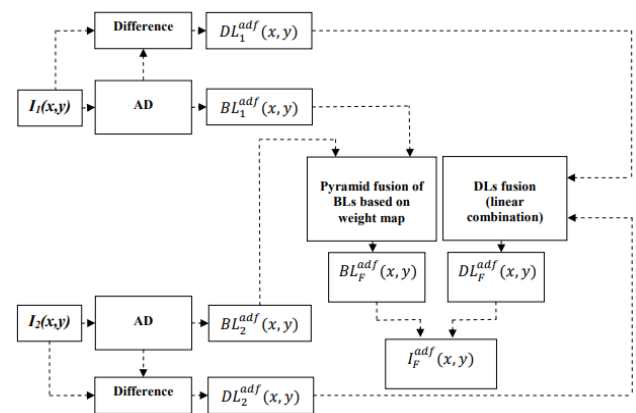 Difference
DL_1^{adf}(x, y)
I_1(x,y)
AD
BL_1^{adf}(x, y)
Pyramid fusion of
BLs based on
weight map
DLs fusion
(linear
combination)
BL_F^{adf}(x, y)
DL_F^{adf}(x, y)
I_2(x,y)
AD
BL_2^{adf}(x, y)
I_F^{adf}(x, y)
Difference
DL_2^{adf}(x, y)